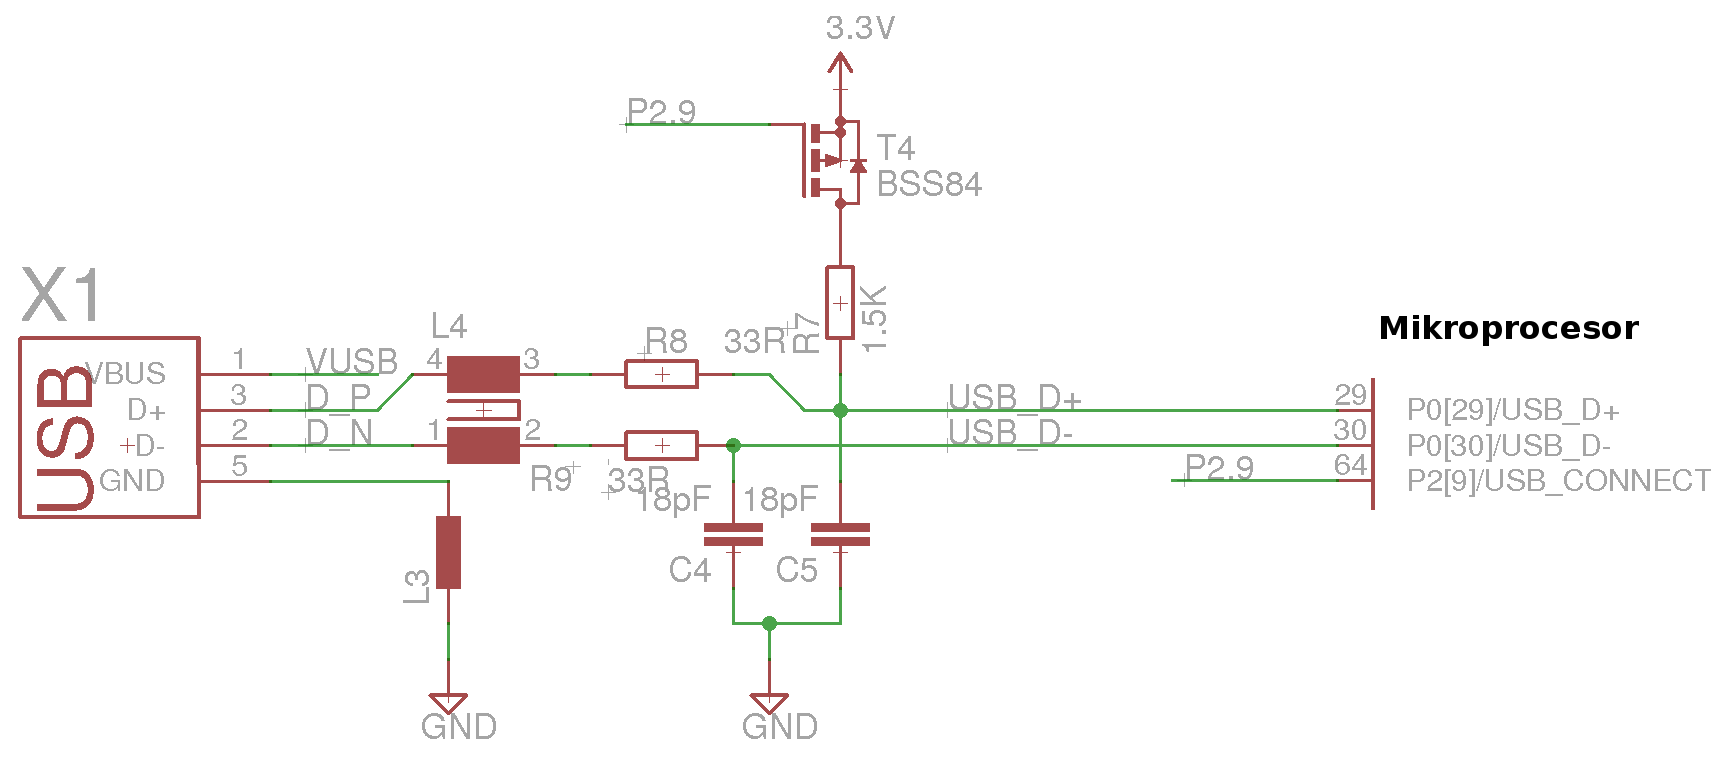 3.3V
P2.9
T4
BSS84
X1
USB
VBUS
D+
D-
GND
1
3
2
5
VUSB
D_P
D_N
L4
4
3
1
2
R8
33R
R9
33R
R7
1.5K
18pF
18pF
C4
C5
L3
GND
GND
USB_D+
USB_D-
P2.9
Mikroprocesor
29
30
64
P0[29]/USB_D+
P0[30]/USB_D-
P2[9]/USB_CONNECT